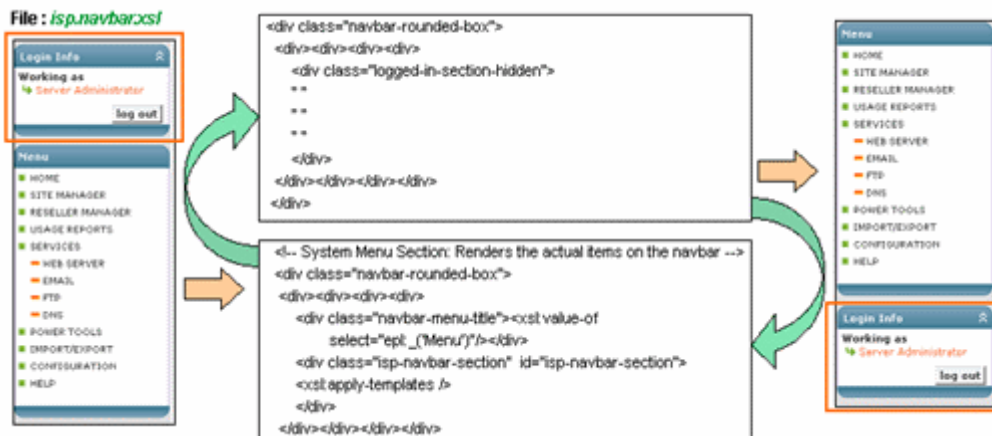 File : isp.navbar.xsl
Login Info
Working as
Server Administrator
log out
Menu
HOME
SITE MANAGER
RESELLER MANAGER
USAGE REPORTS
SERVICES
WEB SERVER
EMAIL
FTP
DNS
POWER TOOLS
IMPORT/EXPORT
CONFIGURATION
HELP
<div class="navbar-rounded-box">
<div><div><div><div>
<div class="logged-in-section-hidden">
" "
" "
" "
</div>
</div></div></div></div>
</div>
<!-- System Menu Section: Renders the actual items on the navbar -->
<div class="navbar-rounded-box">
<div><div><div><div>
<div class="navbar-menu-title"><xsl:value-of
select="epl:_('Menu')"/></div>
<div class="isp-navbar-section" id="isp-navbar-section">
<xsl:apply-templates />
</div>
</div></div></div></div>
Menu
HOME
SITE MANAGER
RESELLER MANAGER
USAGE REPORTS
SERVICES
WEB SERVER
EMAIL
FTP
DNS
POWER TOOLS
IMPORT/EXPORT
CONFIGURATION
HELP
Login Info
Working as
Server Administrator
log out